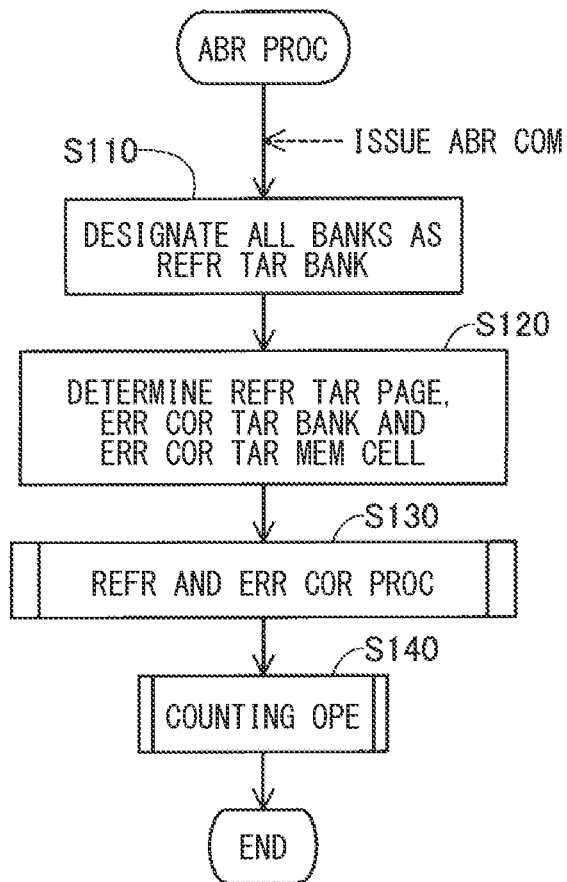 ABR PROC
ISSUE ABR COM
S110
DESIGNATE ALL BANKS AS
REFR TAR BANK
S120
DETERMINE REFR TAR PAGE,
ERR COR TAR BANK AND
ERR COR TAR MEM CELL
S130
REFR AND ERR COR PROC
S140
COUNTING OPE
END